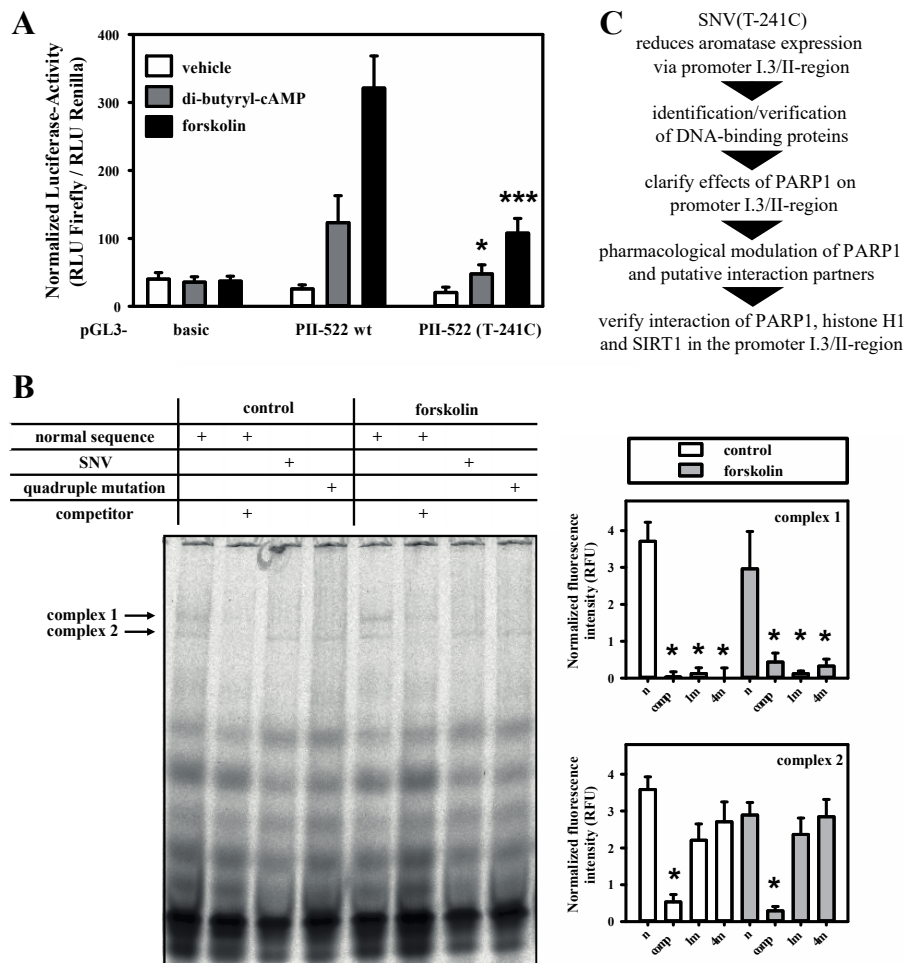 A
Normalized Luciferase-Activity
(RLU Firefly / RLU Renilla)
400
300
200
100
0
vehicle
di-butyryl-cAMP
forskolin
*
***
pGL3-
basic
PII-522 wt
PII-522 (T-241C)
C
SNV(T-241C)
reduces aromatase expression
via promoter I.3/II-region
identification/verification
of DNA-binding proteins
clarify effects of PARP1 on
promoter I.3/II-region
pharmacological modulation of PARP1
and putative interaction partners
verify interaction of PARP1, histone H1
and SIRT1 in the promoter I.3/II-region
B
control forskolin
normal sequence + + + +
SNV + +
quadruple mutation + +
competitor + +
complex 1
complex 2
control
forskolin
complex 1
Normalized fluorescence
intensity (RFU)
4
3
2
1
0
* * * * * *
n comp 1m 4m n comp 1m 4m
complex 2
Normalized fluorescence
intensity (RFU)
4
3
2
1
0
* *
n comp 1m 4m n comp 1m 4m